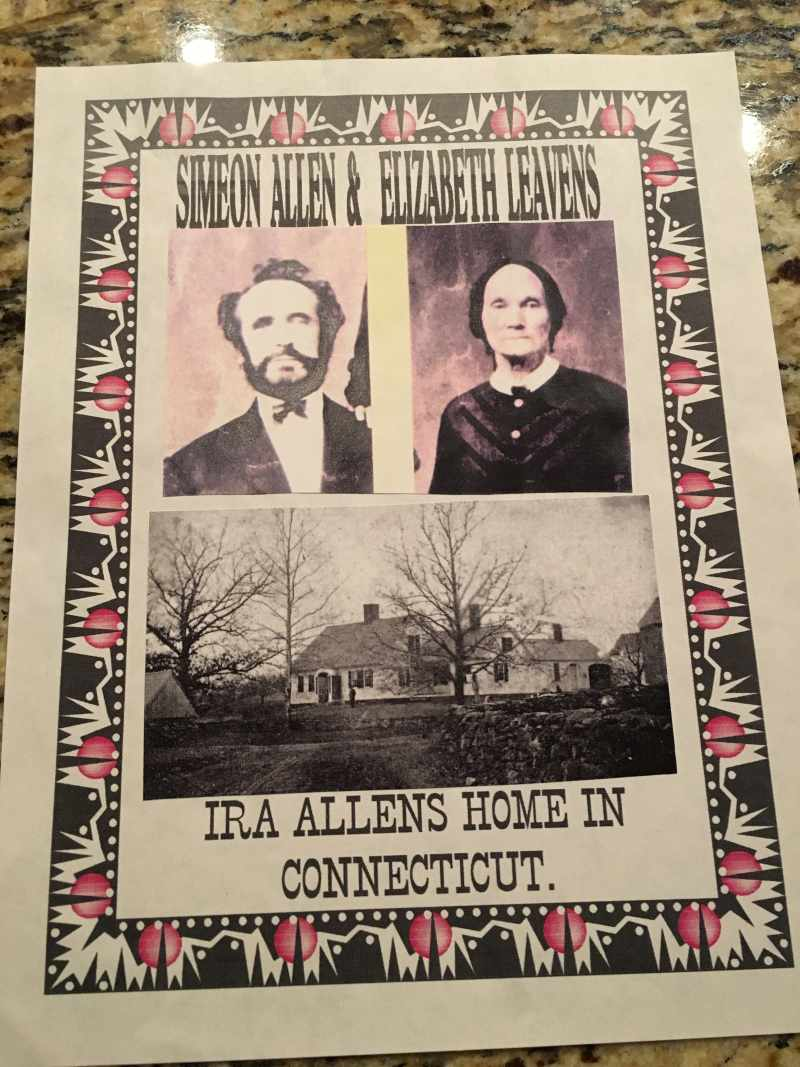 SIMEON ALLEN & ELIZABETH LEAVENS
IRA ALLENS HOME IN
CONNECTICUT.